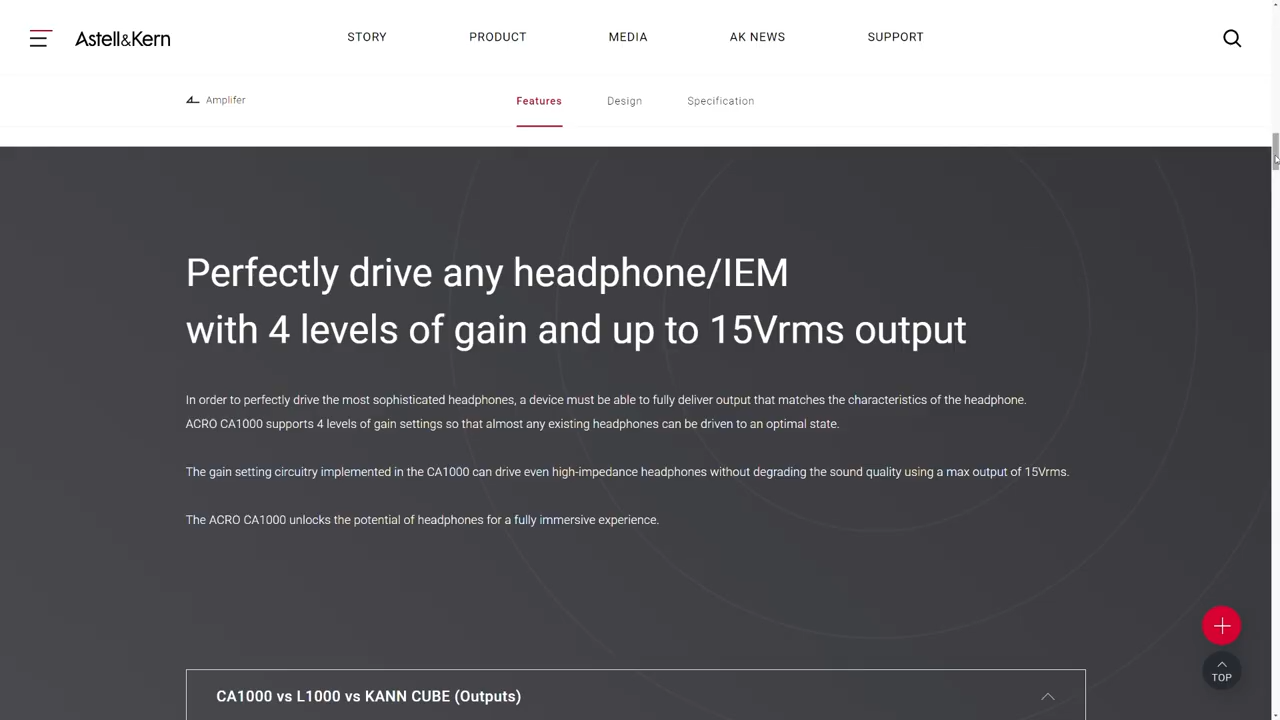 Astell&Kern
STORY
PRODUCT
MEDIA
AK NEWS
SUPPORT
Amplifer
Features
Design
Specification
Perfectly drive any headphone/IEM
with 4 levels of gain and up to 15Vrms output
In order to perfectly drive the most sophisticated headphones, a device must be able to fully deliver output that matches the characteristics of the headphone.
ACRO CA1000 supports 4 levels of gain settings so that almost any existing headphones can be driven to an optimal state.
The gain setting circuitry implemented in the CA1000 can drive even high-impedance headphones without degrading the sound quality using a max output of 15Vrms.
The ACRO CA1000 unlocks the potential of headphones for a fully immersive experience.
TOP
CA1000 vs L1000 vs KANN CUBE (Outputs)